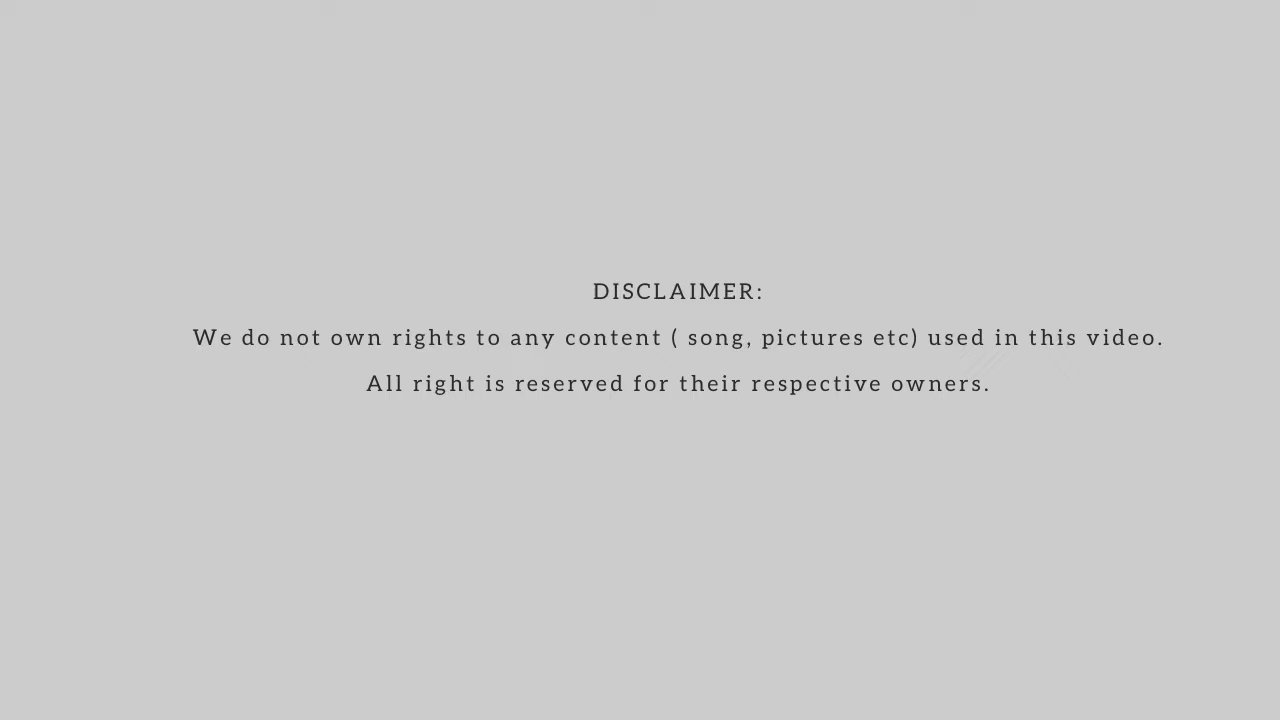 DISCLAIMER:
We do not own rights to any content ( song, pictures etc) used in this video.
All right is reserved for their respective owners.